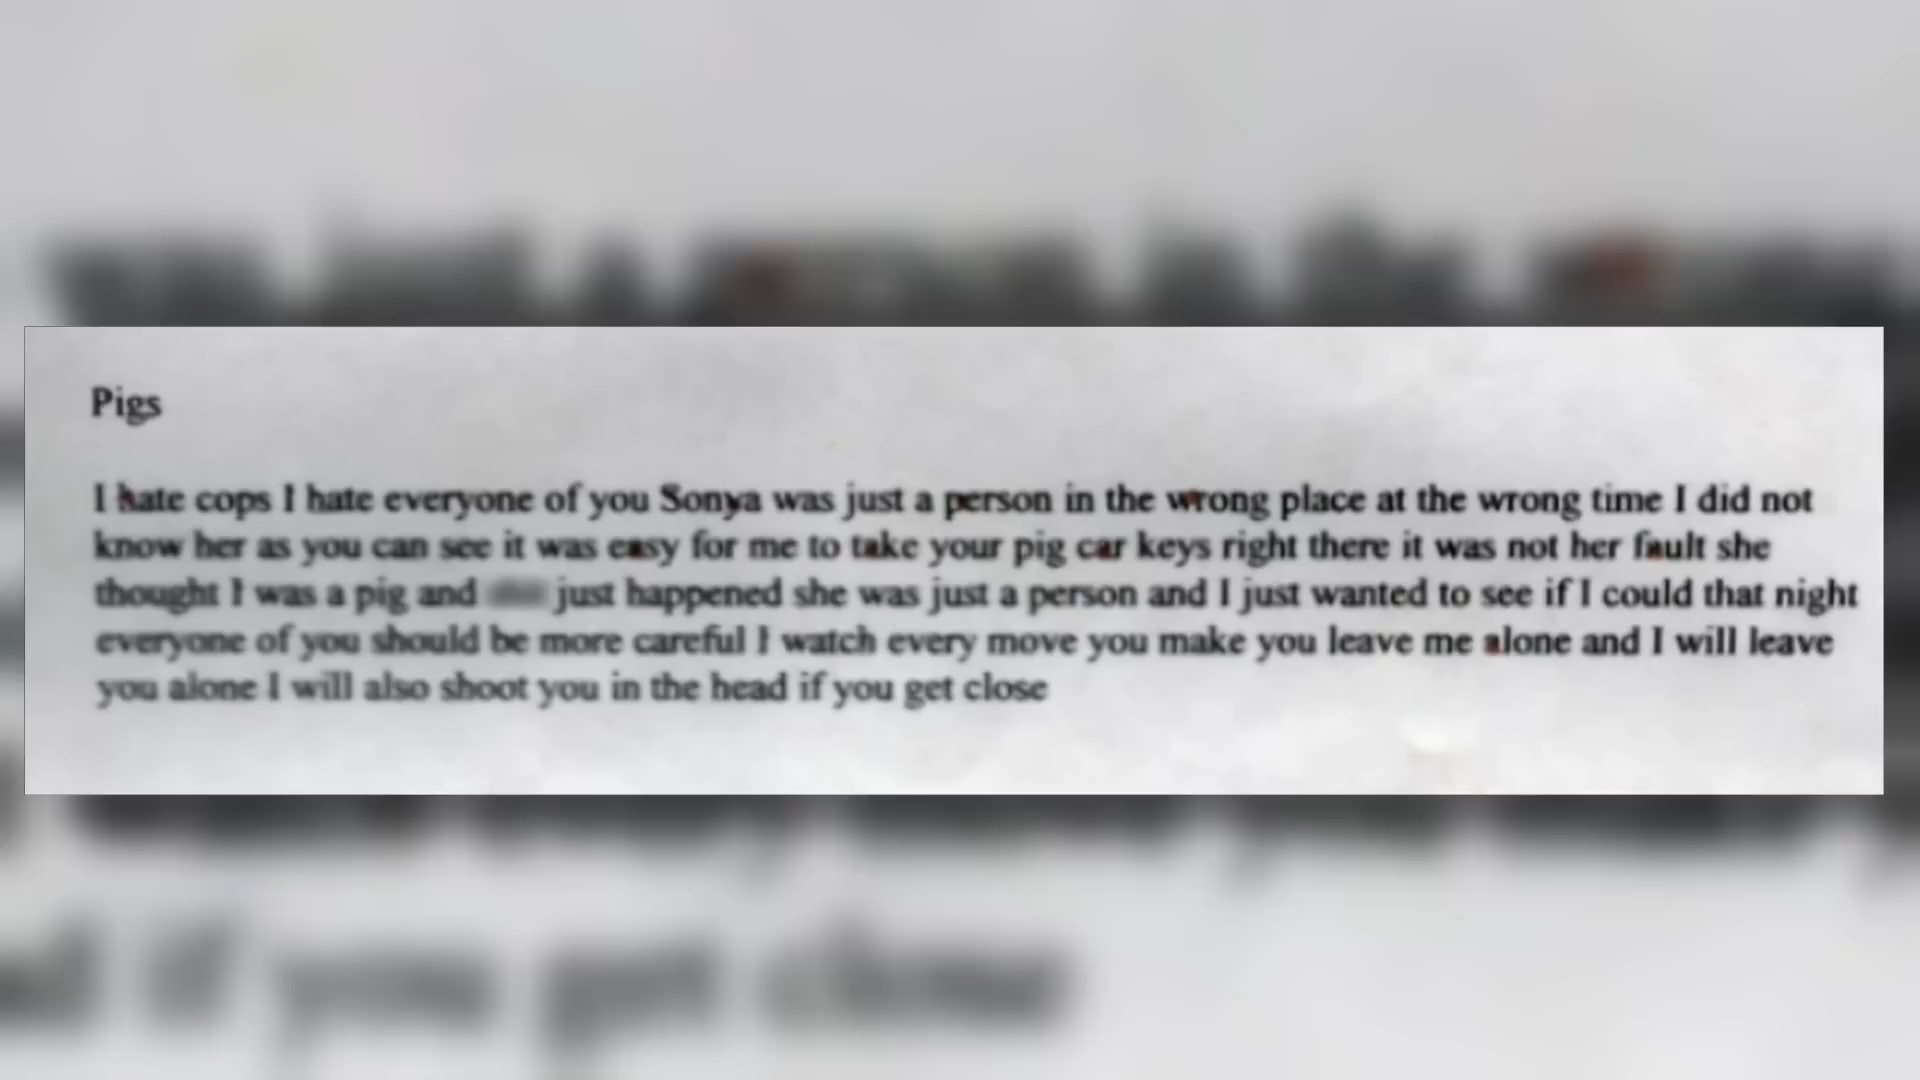 Pigs
I hate cops I hate everyone of you Sonya was just a person in the wrong place at the wrong time I did not
know her as you can see it was easy for me to take your pig car keys right there it was not her fault she
thought I was a pig and just happened she was just a person and I just wanted to see if I could that night
everyone of you should be more careful I watch every move you make you leave me alone and I will leave
you alone I will also shoot you in the head if you get close